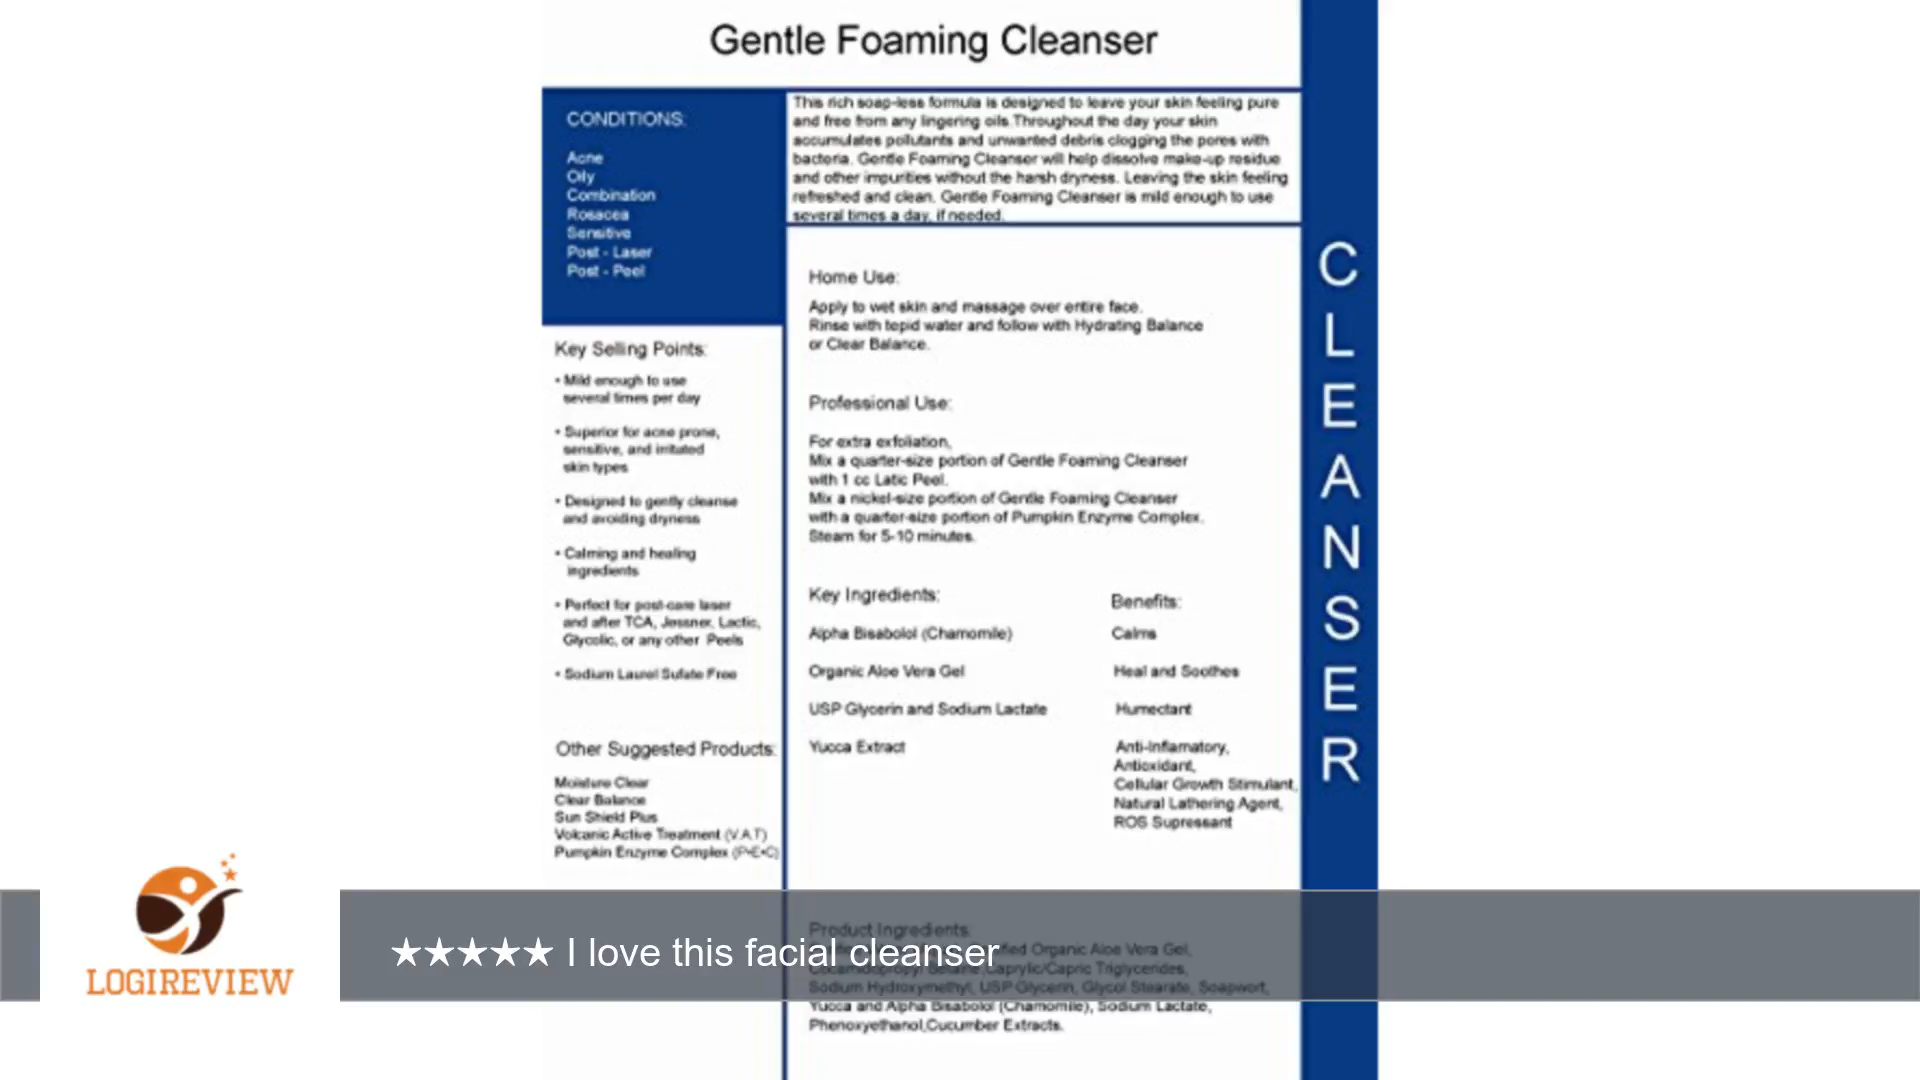 Gentle Foaming Cleanser
CONDITIONS:
Acne
Oily
Combination
Rosacea
Sensitive
Post - Laser
Post - Peel
This rich soap-less formula is designed to leave your skin feeling pure
and free from any lingering oils.Throughout the day your skin
accumulates pollutants and unwanted debris clogging the pores with
bacteria. Gentle Foaming Cleanser will help dissolve make-up residue
and other impurities without the harsh dryness. Leaving the skin feeling
refreshed and clean. Gentle Foaming Cleanser is mild enough to use
several times a day, if needed.
Key Selling Points:
• Mild enough to use
several times per day
• Superior for acne prone,
sensitive, and irritated
skin types
• Designed to gently cleanse
and avoiding dryness
• Calming and healing
ingredients
• Perfect for post-care laser
and after TCA, Jessner, Lactic,
Glycolic, or any other Peels
• Sodium Laurel Sulfate Free
Other Suggested Products:
Moisture Clear
Clear Balance
Sun Shield Plus
Volcanic Active Treatment (V.A.T)
Pumpkin Enzyme Complex (P•E•C)
Home Use:
Apply to wet skin and massage over entire face.
Rinse with tepid water and follow with Hydrating Balance
or Clear Balance.
Professional Use:
For extra exfoliation,
Mix a quarter-size portion of Gentle Foaming Cleanser
with 1 cc Latic Peel.
Mix a nickel-size portion of Gentle Foaming Cleanser
with a quarter-size portion of Pumpkin Enzyme Complex.
Steam for 5-10 minutes.
Key Ingredients: Benefits:
Alpha Bisabolol (Chamomile) Calms
Organic Aloe Vera Gel Heal and Soothes
USP Glycerin and Sodium Lactate Humectant
Yucca Extract Anti-Inflamatory,
Antioxidant,
Cellular Growth Stimulant,
Natural Lathering Agent,
ROS Supressant
Product Ingredients:
Organic Aloe Vera Gel,
Cocamidopropyl Betaine,Caprylic/Capric Triglycerides,
Sodium Hydroxymethyl, USP Glycerin, Glycol Stearate, Soapwort,
Yucca and Alpha Bisabolol (Chamomile), Sodium Lactate,
Phenoxyethanol,Cucumber Extracts.
CLEANSER
LOGIREVIEW
★★★★★ I love this facial cleanser